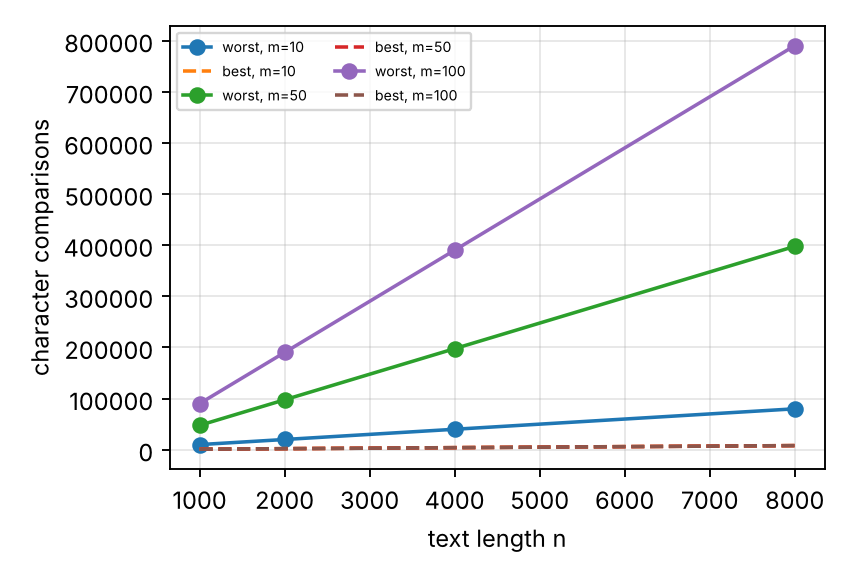 800000
700000
600000
500000
400000
300000
200000
100000
0
character comparisons
worst, m=10
best, m=10
worst, m=50
best, m=50
worst, m=100
best, m=100
1000 2000 3000 4000 5000 6000 7000 8000
text length n